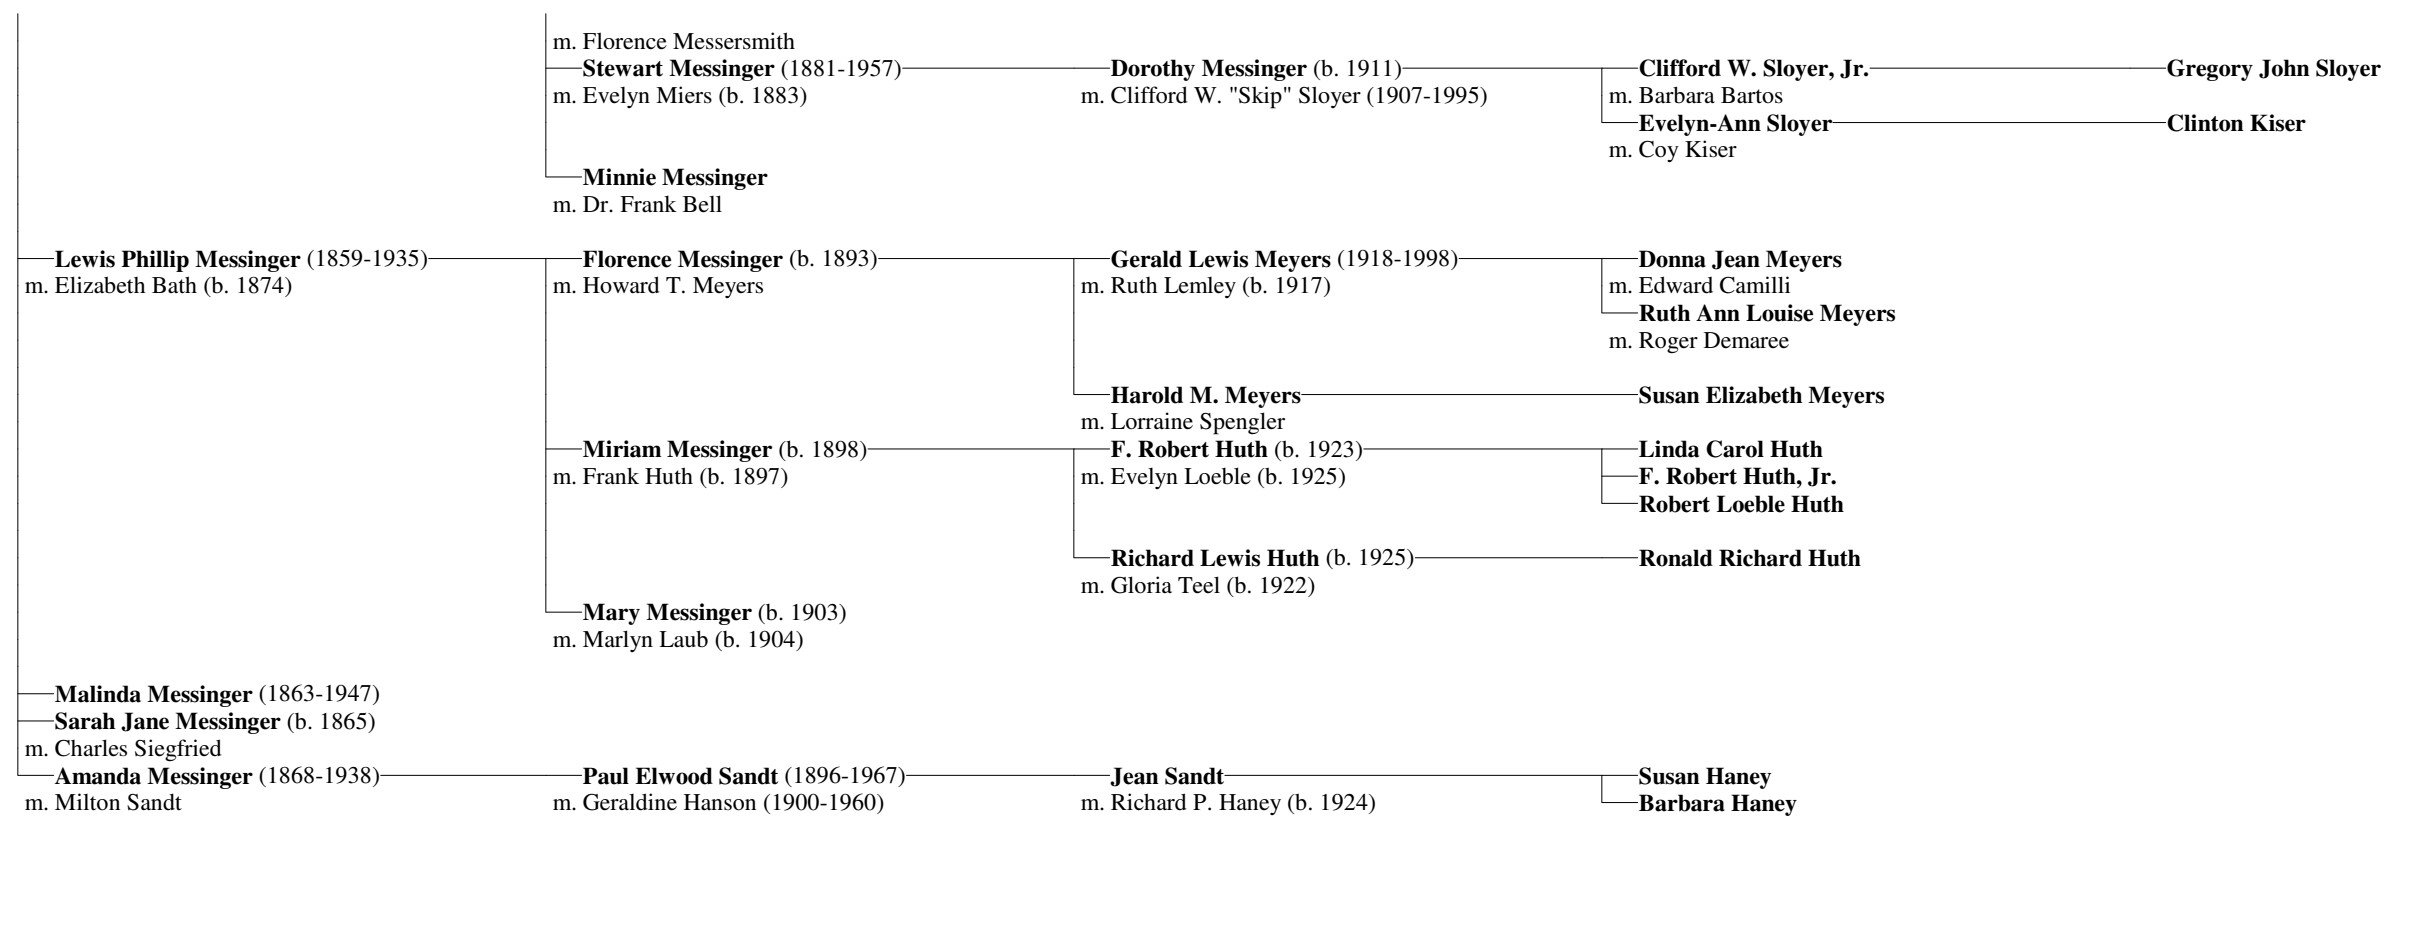 m. Florence Messersmith
Stewart Messinger (1881-1957) Dorothy Messinger (b. 1911) Clifford W. Sloyer, Jr. Gregory John Sloyer
m. Evelyn Miers (b. 1883) m. Clifford W. "Skip" Sloyer (1907-1995) m. Barbara Bartos
Evelyn-Ann Sloyer Clinton Kiser
m. Coy Kiser
Minnie Messinger
m. Dr. Frank Bell
Lewis Phillip Messinger (1859-1935) Florence Messinger (b. 1893) Gerald Lewis Meyers (1918-1998) Donna Jean Meyers
m. Elizabeth Bath (b. 1874) m. Howard T. Meyers m. Ruth Lemley (b. 1917) m. Edward Camilli
Ruth Ann Louise Meyers
m. Roger Demaree
Harold M. Meyers Susan Elizabeth Meyers
m. Lorraine Spengler
Miriam Messinger (b. 1898) F. Robert Huth (b. 1923) Linda Carol Huth
m. Frank Huth (b. 1897) m. Evelyn Loeble (b. 1925) F. Robert Huth, Jr.
Robert Loeble Huth
Richard Lewis Huth (b. 1925) Ronald Richard Huth
m. Gloria Teel (b. 1922)
Mary Messinger (b. 1903)
m. Marlyn Laub (b. 1904)
Malinda Messinger (1863-1947)
Sarah Jane Messinger (b. 1865)
m. Charles Siegfried
Amanda Messinger (1868-1938) Paul Elwood Sandt (1896-1967) Jean Sandt Susan Haney
m. Milton Sandt m. Geraldine Hanson (1900-1960) m. Richard P. Haney (b. 1924) Barbara Haney